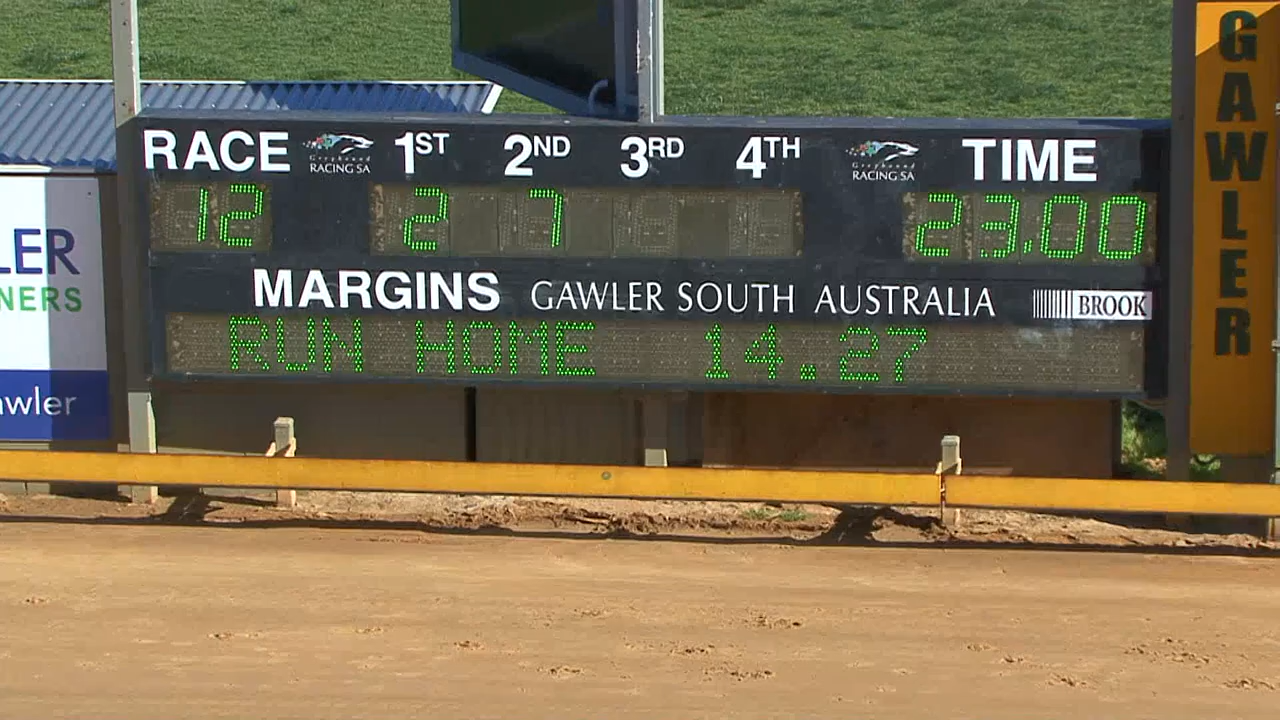 RACE 1ST 2ND 3RD 4TH TIME
Greyhound RACING SA Greyhound RACING SA
12 2 7 23.00
MARGINS GAWLER SOUTH AUSTRALIA BROOK
RUN HOME 14.27
GAWLER
LER
NERS
awler